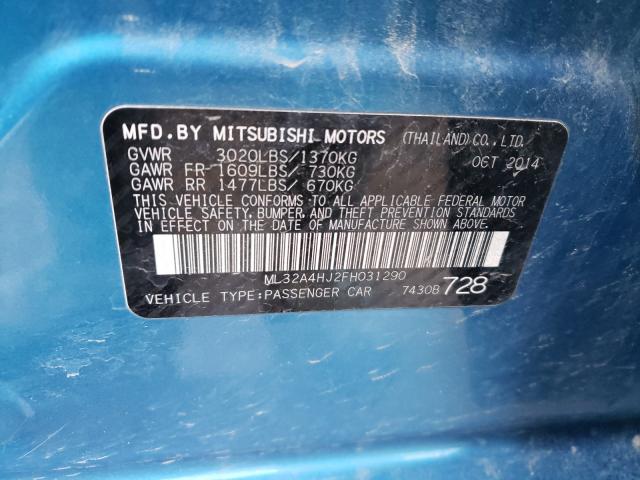 MFD.BY MITSUBISHI MOTORS (THAILAND)CO.,LTD.
GVWR 3020LBS/1370KG OCT 2014
GAWR FR 1609LBS/ 730KG
GAWR RR 1477LBS/ 670KG
THIS VEHICLE CONFORMS TO ALL APPLICABLE FEDERAL MOTOR
VEHICLE SAFETY, BUMPER, AND THEFT PREVENTION STANDARDS
IN EFFECT ON THE DATE OF MANUFACTURE SHOWN ABOVE.
ML32A4HJ2FH031290
VEHICLE TYPE:PASSENGER CAR 7430B 728